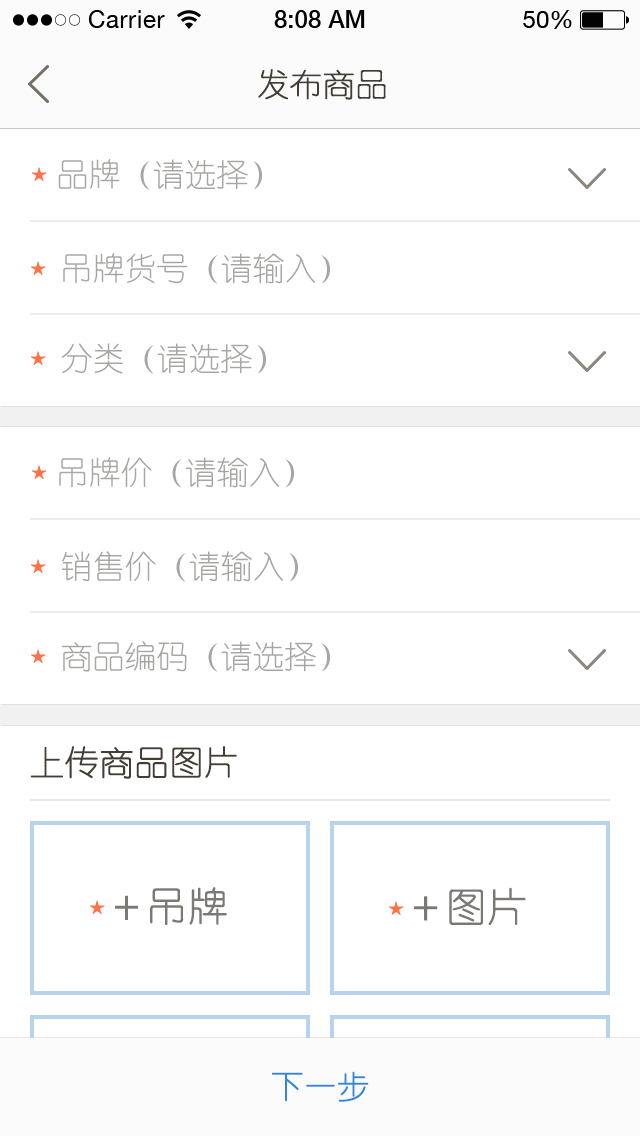 Carrier 8:08 AM 50%
发布商品
★ 品牌（请选择）
★ 吊牌货号（请输入）
★ 分类（请选择）
★ 吊牌价（请输入）
★ 销售价（请输入）
★ 商品编码（请选择）
上传商品图片
★ +吊牌
★ +图片
下一步